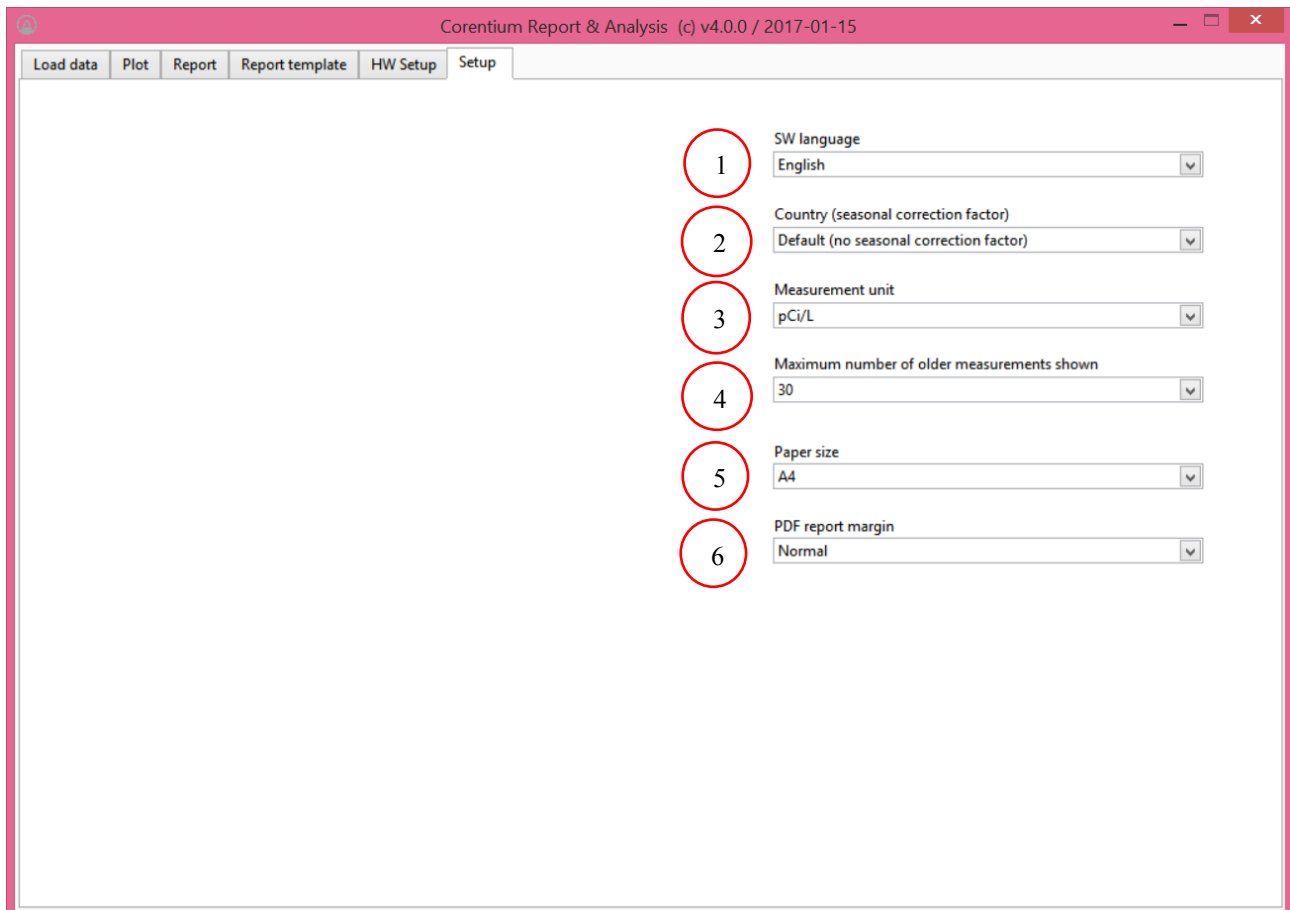 Corentium Report & Analysis (c) v4.0.0 / 2017-01-15
Load data Plot Report Report template HW Setup Setup
SW language
1 English
Country (seasonal correction factor)
2 Default (no seasonal correction factor)
Measurement unit
3 pCi/L
Maximum number of older measurements shown
4 30
Paper size
5 A4
PDF report margin
6 Normal